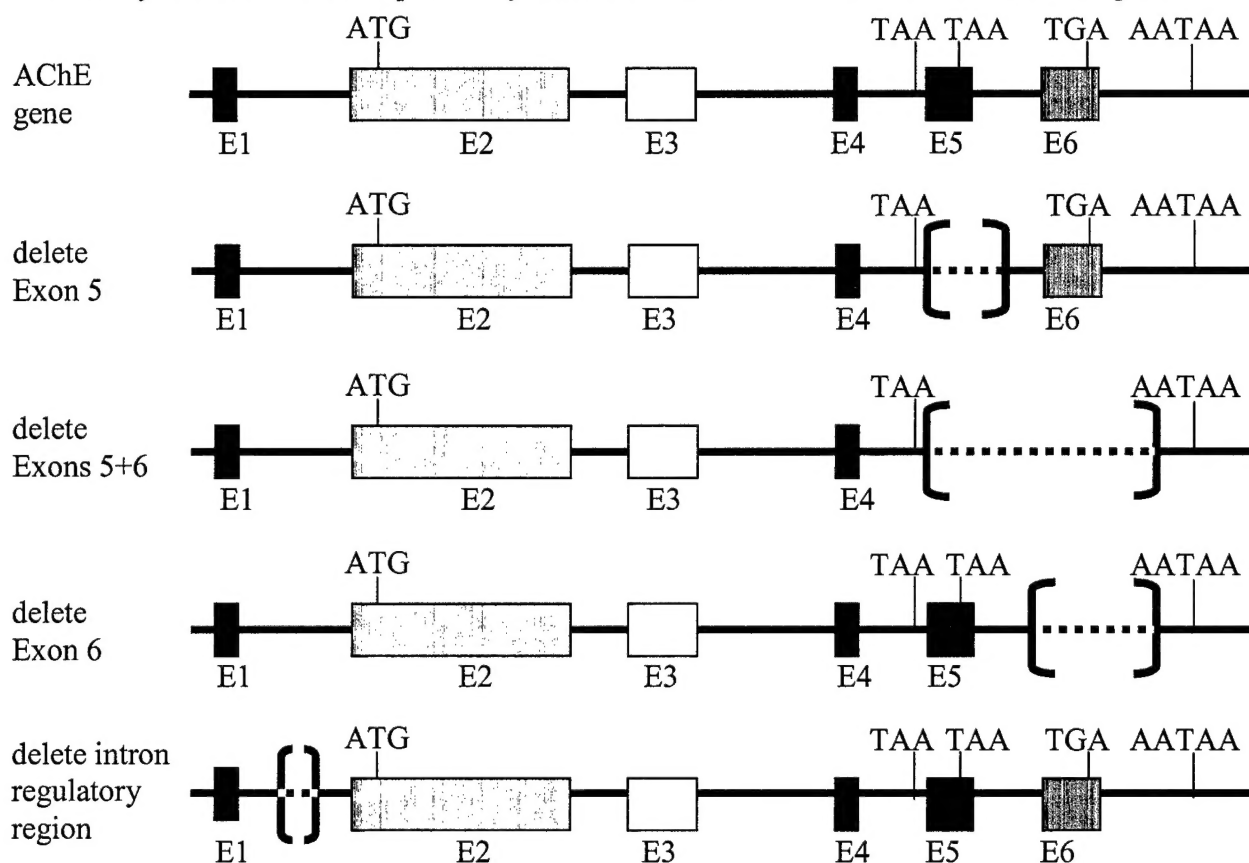 ATG TAA TAA TGA AATAA
AChE
gene
E1 E2 E3 E4 E5 E6
ATG TAA TGA AATAA
delete
Exon 5
E1 E2 E3 E4 E6
ATG TAA AATAA
delete
Exons 5+6
E1 E2 E3 E4
ATG TAA TAA AATAA
delete
Exon 6
E1 E2 E3 E4 E5
ATG TAA TAA TGA AATAA
delete intron
regulatory
region
E1 E2 E3 E4 E5 E6